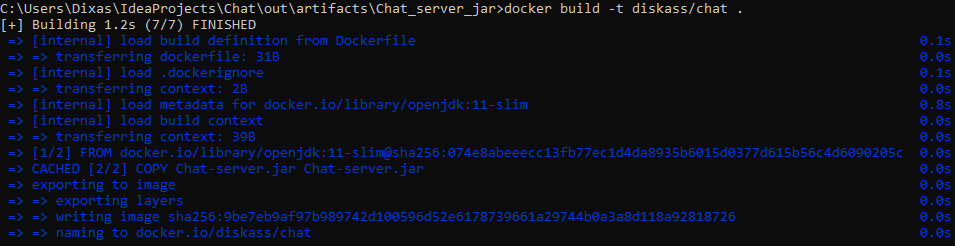 C:\Users\Dixas\IdeaProjects\Chat\out\artifacts\Chat_server_jar>docker build -t diskass/chat .
[+] Building 1.2s (7/7) FINISHED
=> [internal] load build definition from Dockerfile 0.1s
=> => transferring dockerfile: 31B 0.0s
=> [internal] load .dockerignore 0.1s
=> => transferring context: 2B 0.0s
=> [internal] load metadata for docker.io/library/openjdk:11-slim 0.8s
=> [internal] load build context 0.0s
=> => transferring context: 39B 0.0s
=> [1/2] FROM docker.io/library/openjdk:11-slim@sha256:074e8abeeecc13fb77ec1d4da8935b6015d0377d615b56c4d6090205c 0.0s
=> CACHED [2/2] COPY Chat-server.jar Chat-server.jar 0.0s
=> exporting to image 0.0s
=> => exporting layers 0.0s
=> => writing image sha256:9be7eb9af97b989742d100596d52e6178739661a29744b0a3a8d118a92818726 0.0s
=> => naming to docker.io/diskass/chat 0.0s